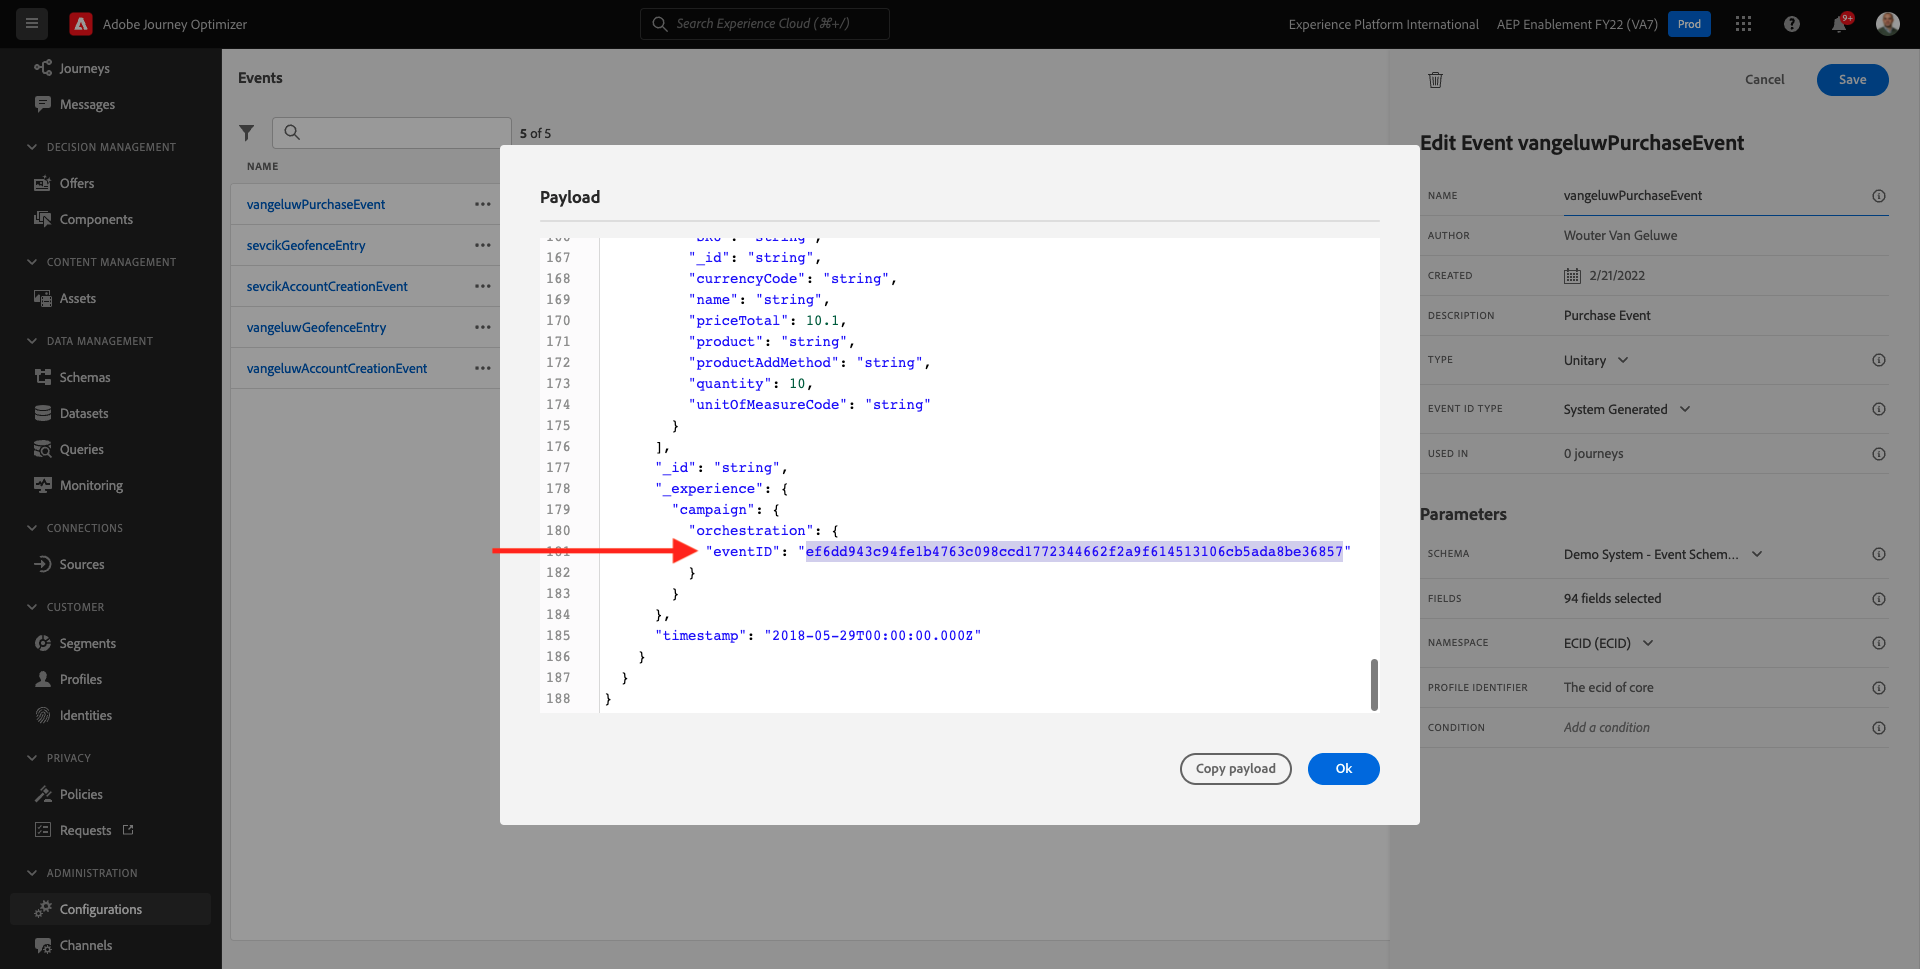 Adobe Journey Optimizer
Search Experience Cloud (⌘+/)
Experience Platform International
AEP Enablement FY22 (VA7)
Prod
9+
Journeys
Messages
DECISION MANAGEMENT
Offers
Components
CONTENT MANAGEMENT
Assets
DATA MANAGEMENT
Schemas
Datasets
Queries
Monitoring
CONNECTIONS
Sources
CUSTOMER
Segments
Profiles
Identities
PRIVACY
Policies
Requests
ADMINISTRATION
Configurations
Channels
Events
5 of 5
NAME
vangeluwPurchaseEvent
sevcikGeofenceEntry
sevcikAccountCreationEvent
vangeluwGeofenceEntry
vangeluwAccountCreationEvent
Payload
166 "SKU": "string",
167 "_id": "string",
168 "currencyCode": "string",
169 "name": "string",
170 "priceTotal": 10.1,
171 "product": "string",
172 "productAddMethod": "string",
173 "quantity": 10,
174 "unitOfMeasureCode": "string"
175 }
176 ],
177 "_id": "string",
178 "_experience": {
179 "campaign": {
180 "orchestration": {
181 "eventID": "ef6dd943c94fe1b4763c098ccd1772344662f2a9f614513106cb5ada8be36857"
182 }
183 }
184 },
185 "timestamp": "2018-05-29T00:00:00.000Z"
186 }
187 }
188 }
Copy payload
Ok
Cancel
Save
Edit Event vangeluwPurchaseEvent
NAME vangeluwPurchaseEvent
AUTHOR Wouter Van Geluwe
CREATED 2/21/2022
DESCRIPTION Purchase Event
TYPE Unitary
EVENT ID TYPE System Generated
USED IN 0 journeys
Parameters
SCHEMA Demo System - Event Schem...
FIELDS 94 fields selected
NAMESPACE ECID (ECID)
PROFILE IDENTIFIER The ecid of core
CONDITION Add a condition